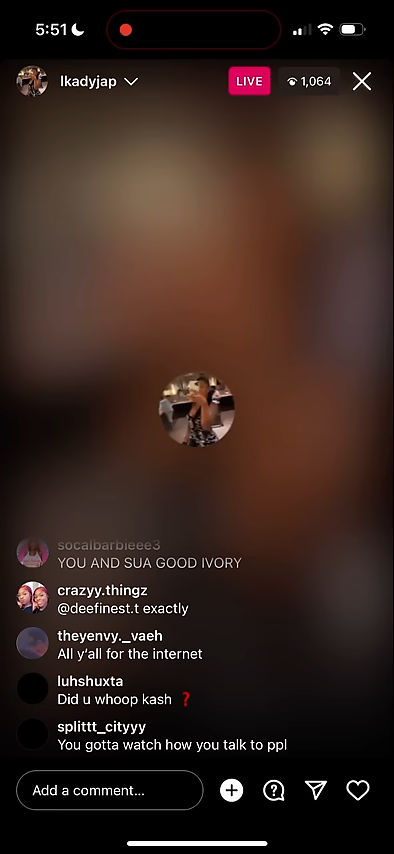 5:51
lkadyjap
LIVE
1,064
socalbarbieee3
YOU AND SUA GOOD IVORY
crazyy.thingz
@deefinest.t exactly
theyenvy._vaeh
All y'all for the internet
luhshuxta
Did u whoop kash ❓
splittt_cityyy
You gotta watch how you talk to ppl
Add a comment...